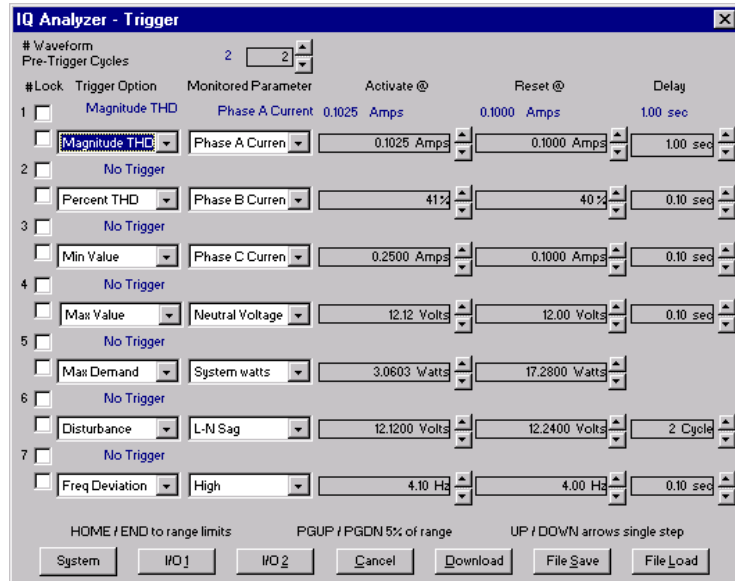 IQ Analyzer - Trigger
# Waveform
Pre-Trigger Cycles 2 2
# Lock Trigger Option Monitored Parameter Activate @ Reset @ Delay
1 Magnitude THD Phase A Current 0.1025 Amps 0.1000 Amps 1.00 sec
Magnitude THD Phase A Curren 0.1025 Amps 0.1000 Amps 1.00 sec
2 No Trigger
Percent THD Phase B Curren 41% 40% 0.10 sec
3 No Trigger
Min Value Phase C Curren 0.2500 Amps 0.1000 Amps 0.10 sec
4 No Trigger
Max Value Neutral Voltage 12.12 Volts 12.00 Volts 0.10 sec
5 No Trigger
Max Demand System watts 3.0603 Watts 17.2800 Watts
6 No Trigger
Disturbance L-N Sag 12.1200 Volts 12.2400 Volts 2 Cycle
7 No Trigger
Freq Deviation High 4.10 Hz 4.00 Hz 0.10 sec
HOME / END to range limits PGUP / PGDN 5% of range UP / DOWN arrows single step
System I/O 1 I/O 2 Cancel Download File Save File Load